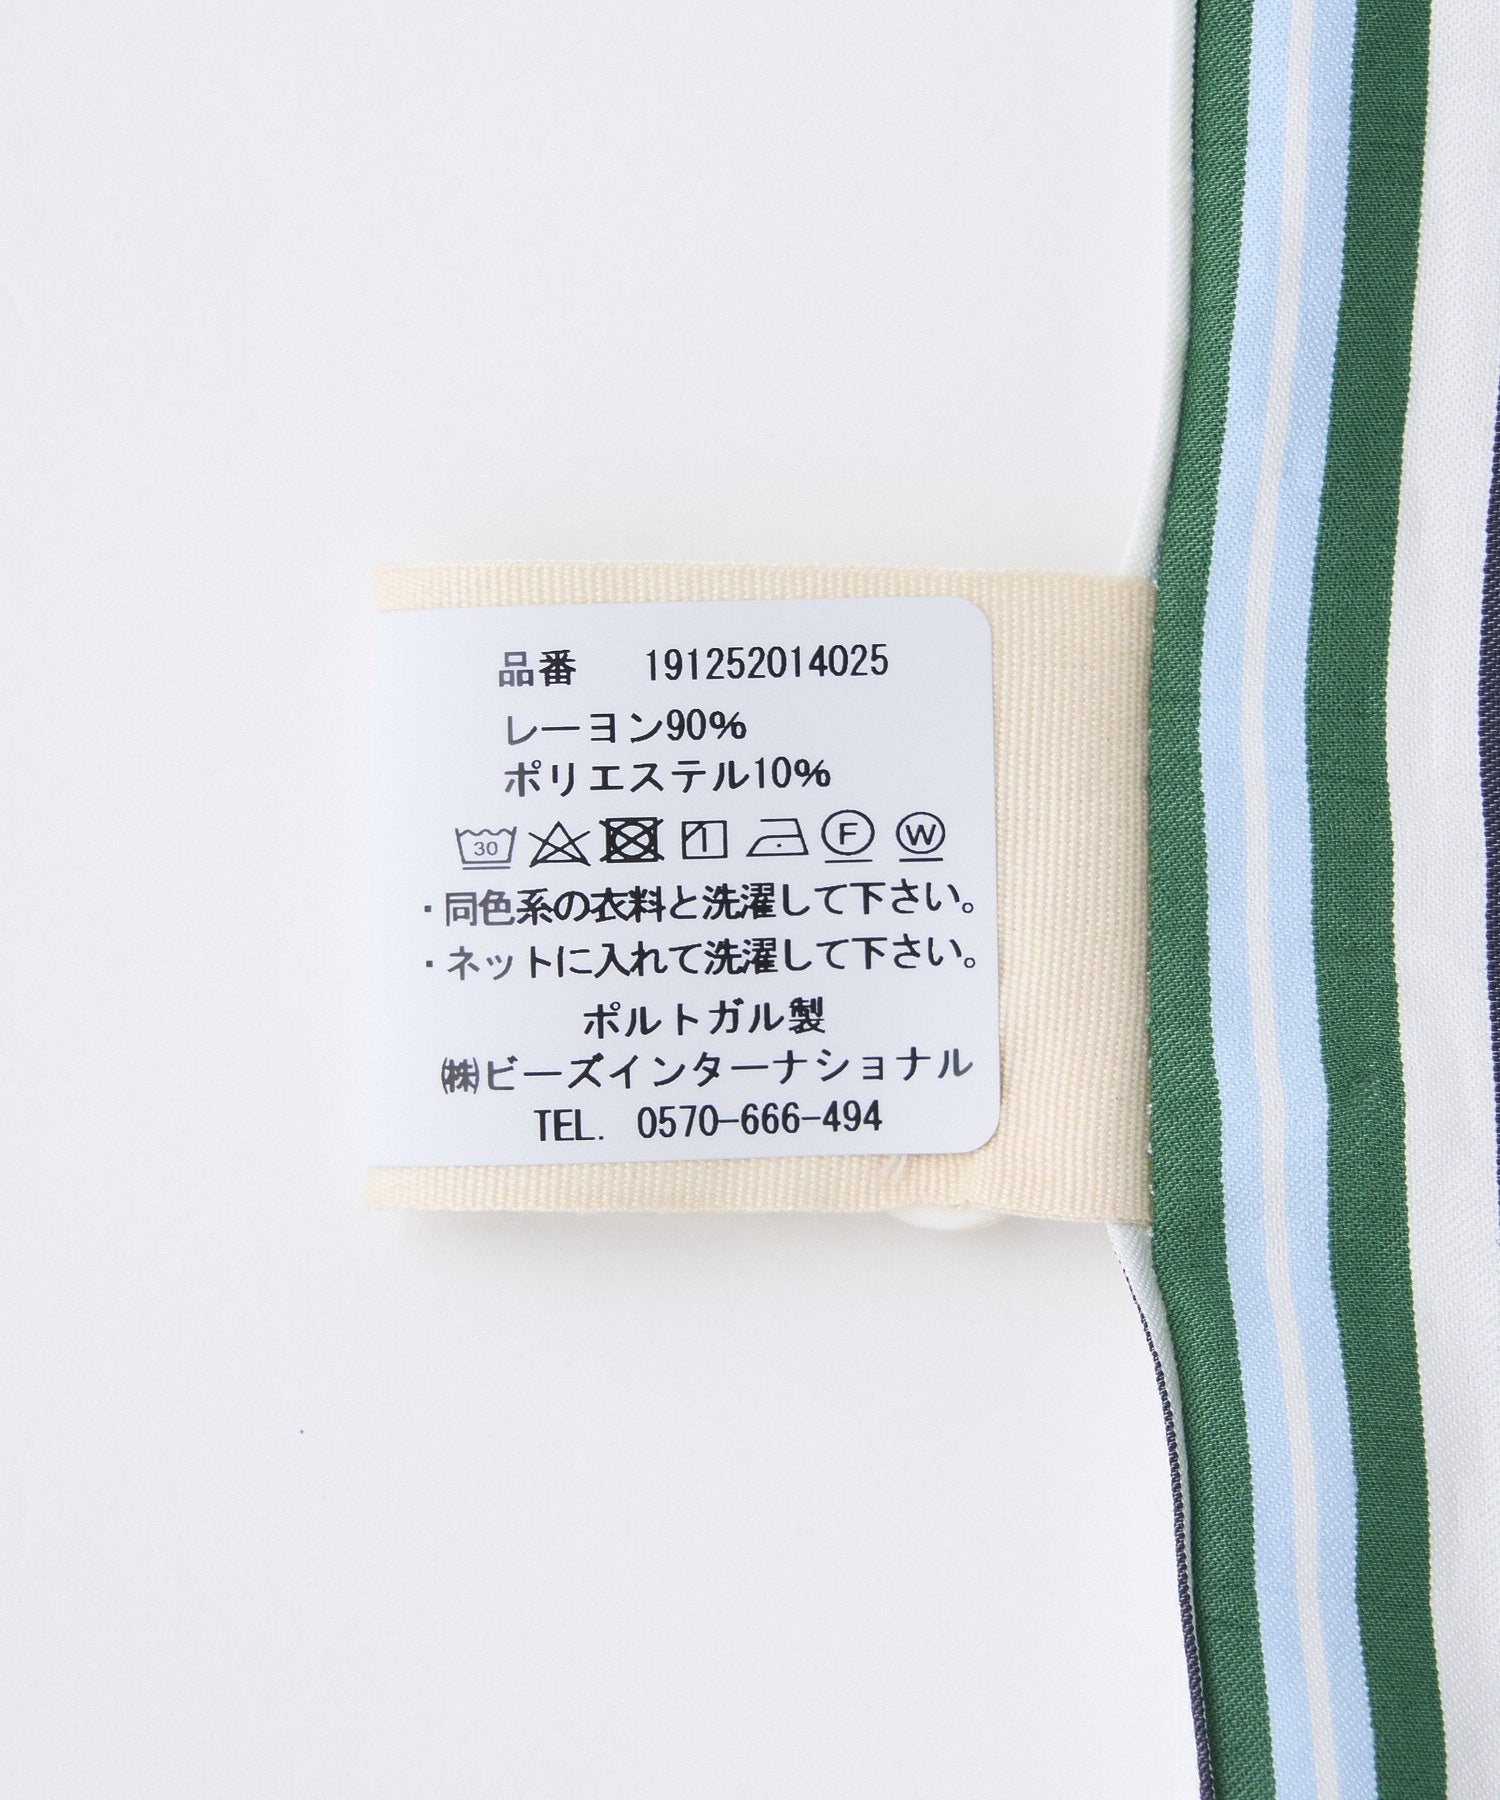 品番 191252014025
レーヨン90%
ポリエステル10%
30 1 F W
・同色系の衣料と洗濯して下さい。
・ネットに入れて洗濯して下さい。
ポルトガル製
㈱ビーズインターナショナル
TEL. 0570-666-494